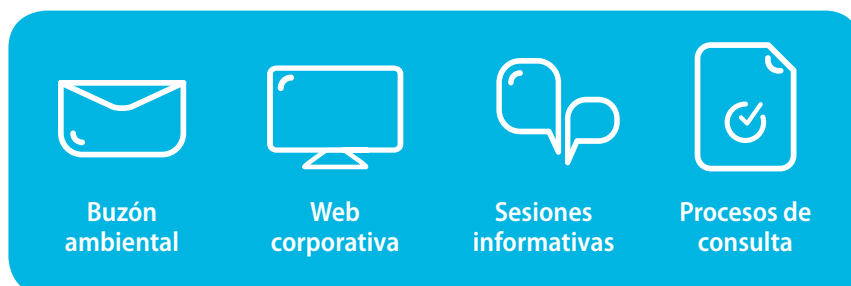 Buzón
ambiental
Web
corporativa
Sesiones
informativas
Procesos de
consulta